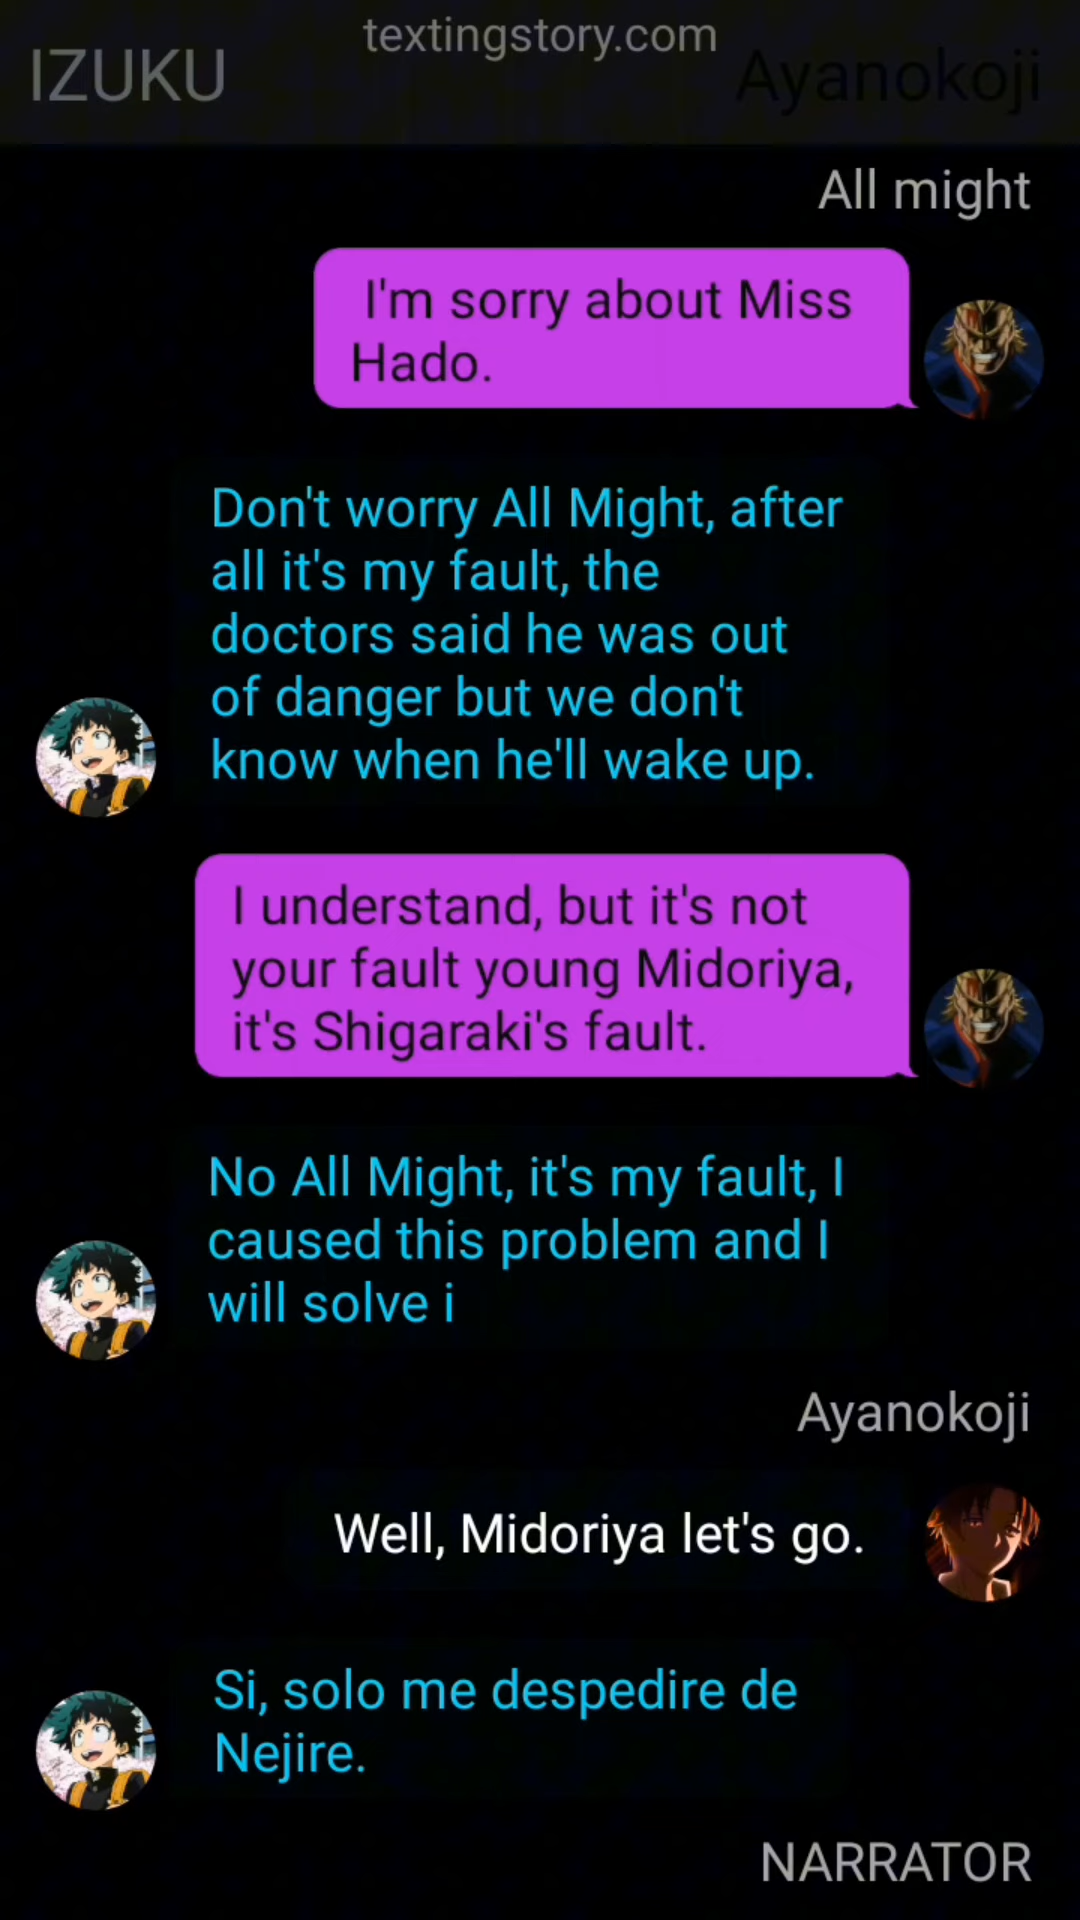 textingstory.com
IZUKU
Ayanokoji
All might
I'm sorry about Miss
Hado.
Don't worry All Might, after
all it's my fault, the
doctors said he was out
of danger but we don't
know when he'll wake up.
I understand, but it's not
your fault young Midoriya,
it's Shigaraki's fault.
No All Might, it's my fault, I
caused this problem and I
will solve i
Ayanokoji
Well, Midoriya let's go.
Si, solo me despedire de
Nejire.
NARRATOR